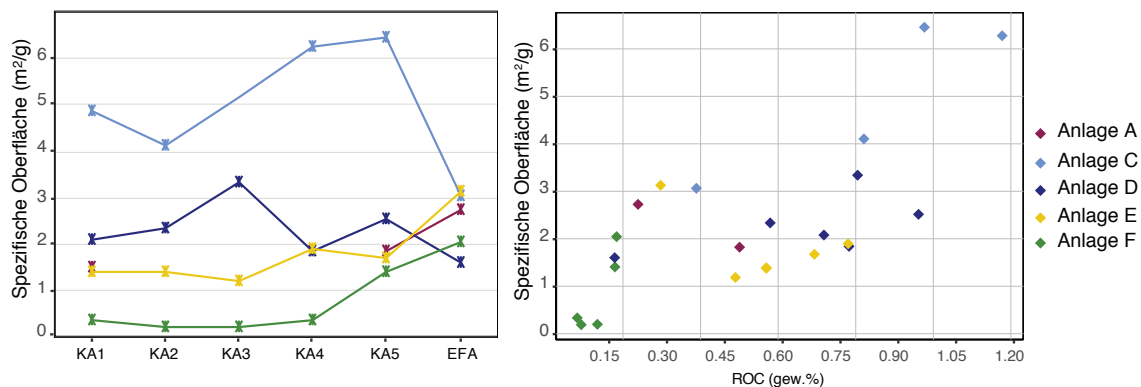 Spezifische Oberfläche (m²/g)
6
5
4
3
2
1
0
KA1 KA2 KA3 KA4 KA5 EFA
Spezifische Oberfläche (m²/g)
6
5
4
3
2
1
0
0.15 0.30 0.45 0.60 0.75 0.90 1.05 1.20
ROC (gew.%)
Anlage A
Anlage C
Anlage D
Anlage E
Anlage F